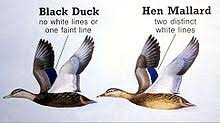 Black Duck
no white lines or
one faint line
Hen Mallard
two distinct
white lines